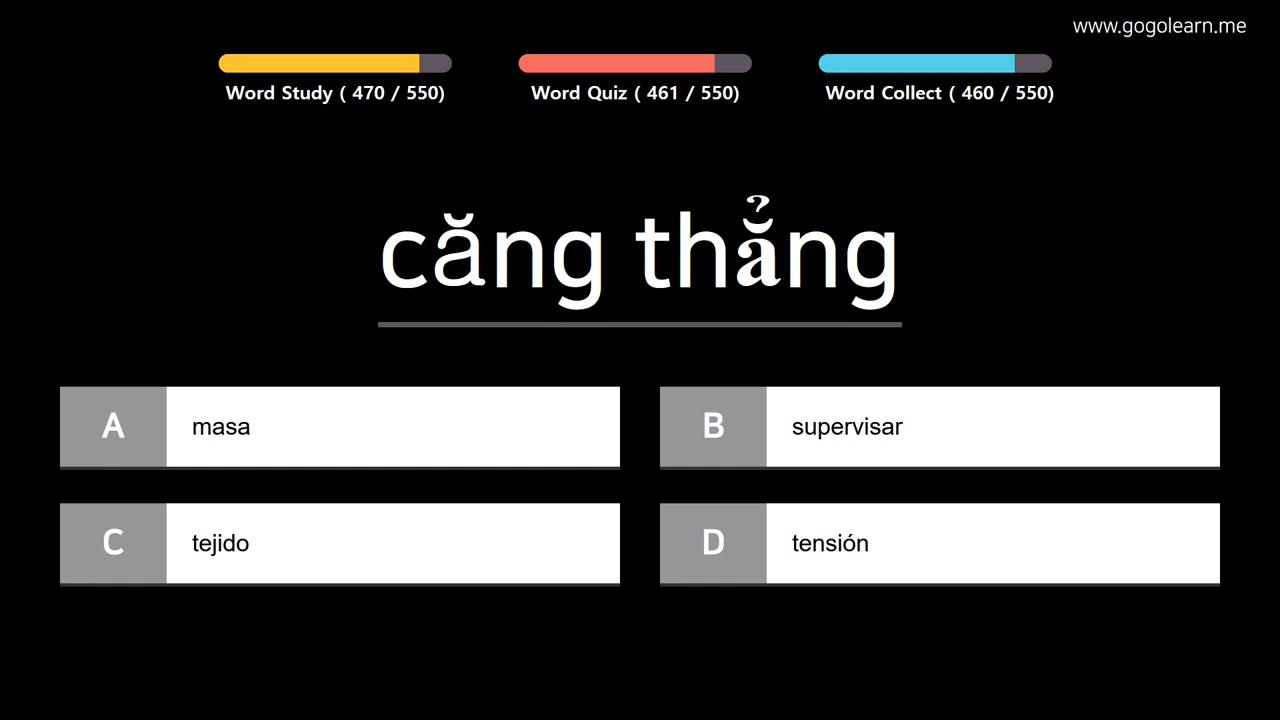 www.gogolearn.me
Word Study ( 470 / 550)
Word Quiz ( 461 / 550)
Word Collect ( 460 / 550)
căng thẳng
A masa
B supervisar
C tejido
D tensión